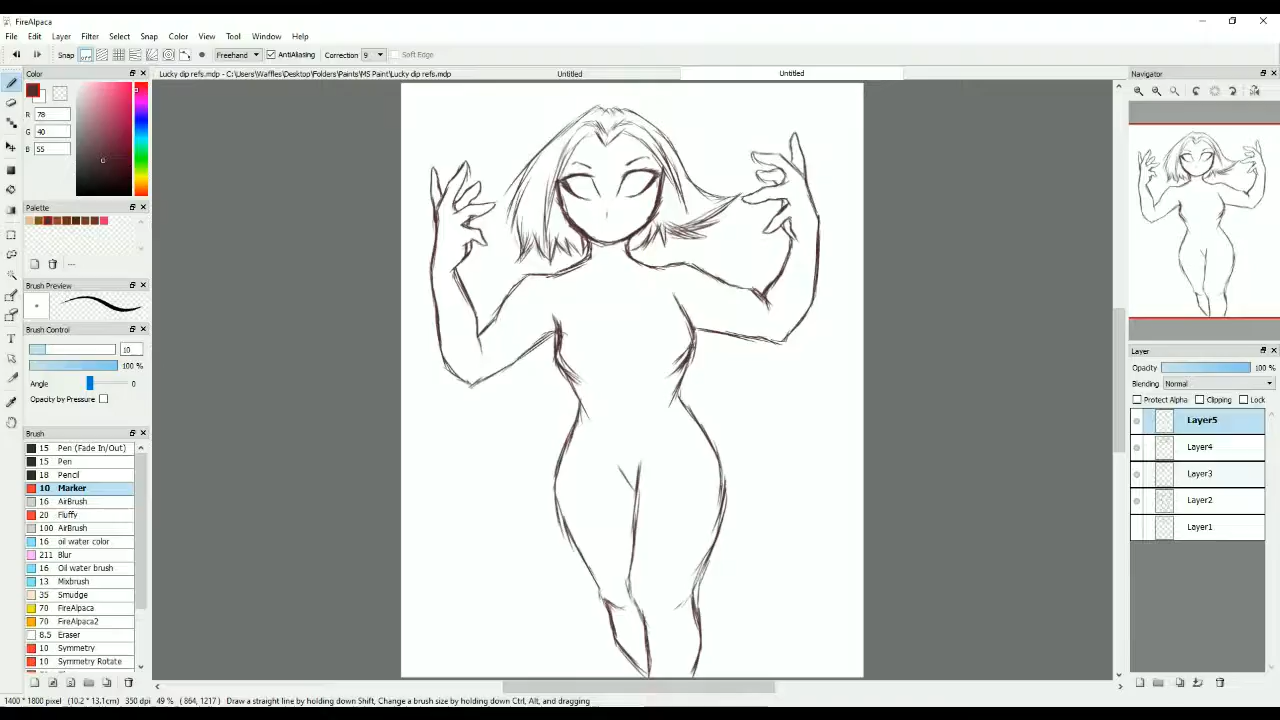 FireAlpaca
File Edit Layer Filter Select Snap Color View Tool Window Help
Snap Freehand AntiAliasing Correction 9 Soft Edge
Color
Lucky dip refs.mdp - C:\Users\Waffles\Desktop\Folders\Paints\MS Paint\Lucky dip refs.mdp Untitled Untitled
Navigator
R 78
G 40
B 55
Palette
---
Brush Preview
Brush Control
10
100 %
Angle 0
Opacity by Pressure
Brush
15 Pen (Fade In/Out)
15 Pen
18 Pencil
10 Marker
16 AirBrush
20 Fluffy
100 AirBrush
16 oil water color
211 Blur
16 Oil water brush
13 Mixbrush
35 Smudge
70 FireAlpaca
70 FireAlpaca2
8.5 Eraser
10 Symmetry
10 Symmetry Rotate
Layer
Opacity 100 %
Blending Normal
Protect Alpha Clipping Lock
Layer5
Layer4
Layer3
Layer2
Layer1
1400 * 1800 pixel (10.2 * 13.1cm) 350 dpi 49 % ( 864, 1217 ) Draw a straight line by holding down Shift, Change a brush size by holding down Ctrl, Alt, and dragging